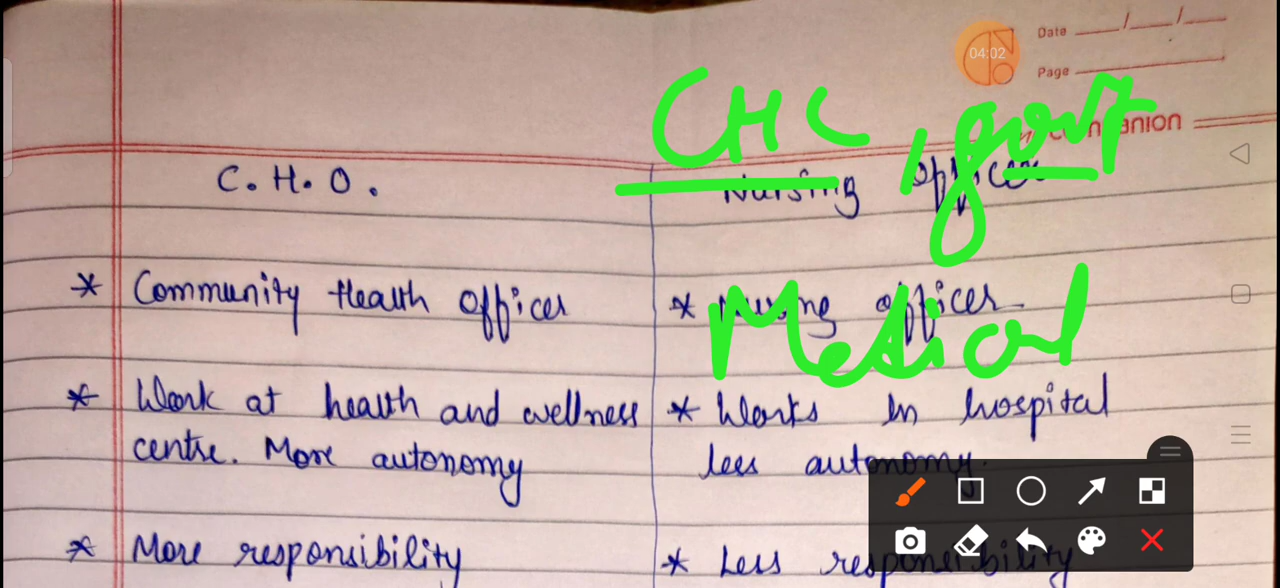 Date
04:02
Page
CHC, govt
C.H.O.
Nursing officer
* Community Health Officer
* Nursing officer
Medical
* Work at health and wellness
centre. More autonomy
* Works in hospital
less autonomy.
* More responsibility
* Less responsibility